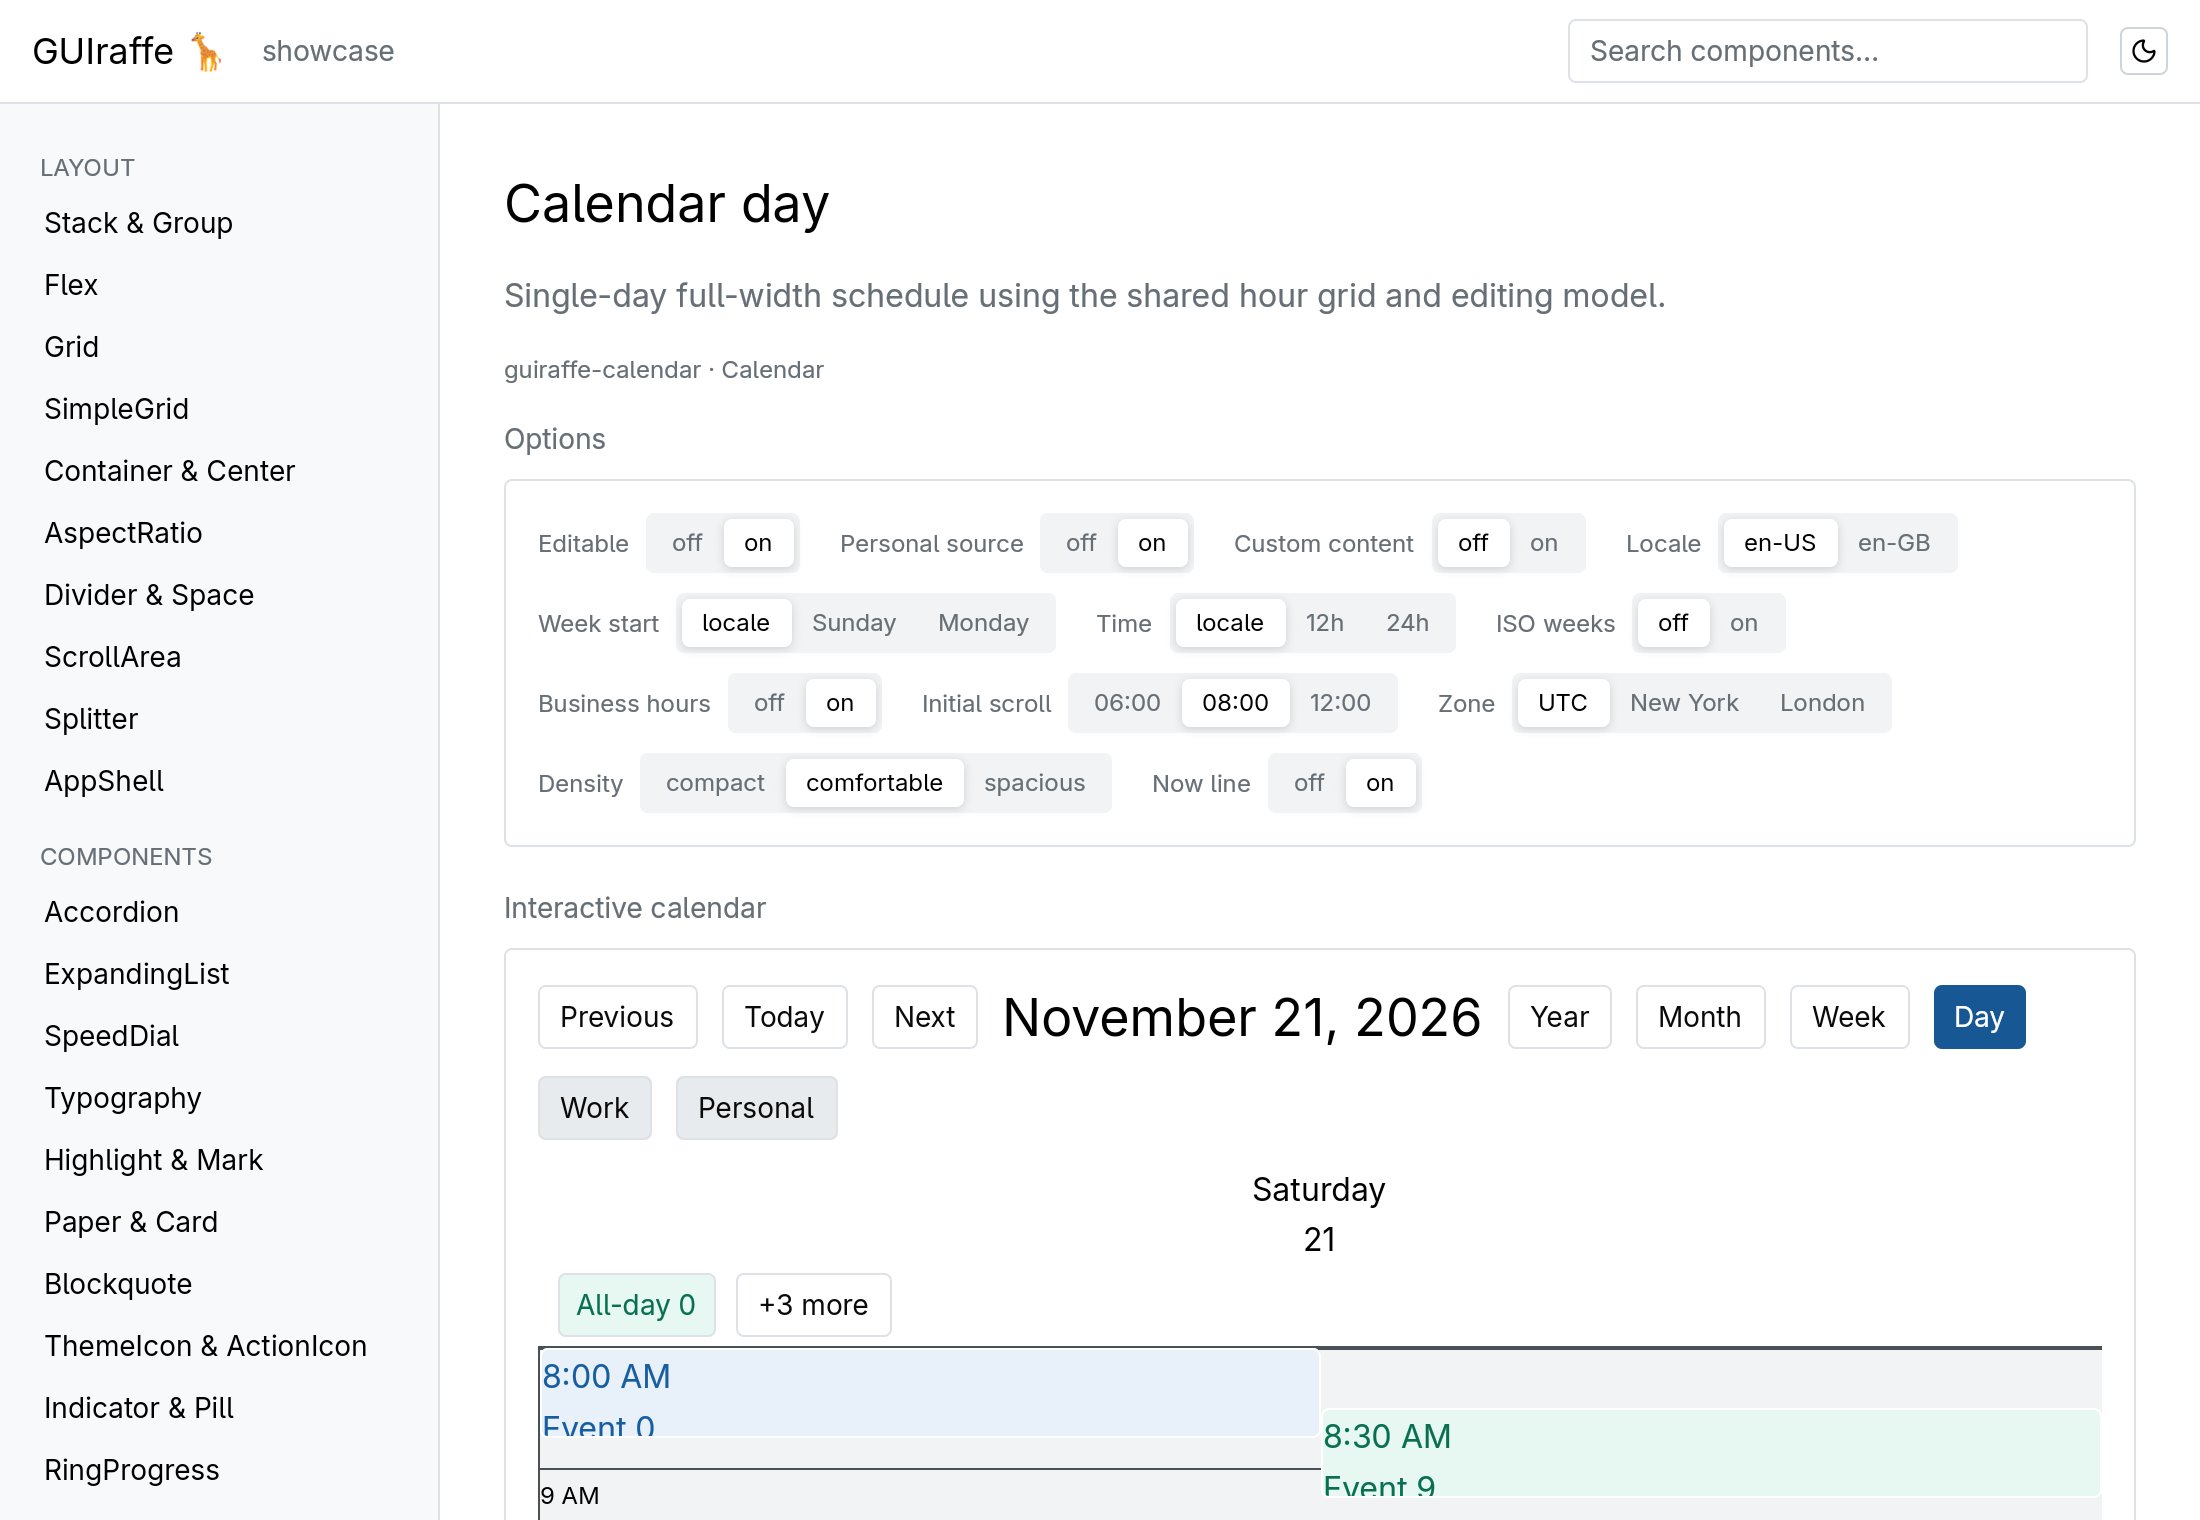 GUIraffe 🦒 showcase Search components...
LAYOUT
Stack & Group
Flex
Grid
SimpleGrid
Container & Center
AspectRatio
Divider & Space
ScrollArea
Splitter
AppShell
COMPONENTS
Accordion
ExpandingList
SpeedDial
Typography
Highlight & Mark
Paper & Card
Blockquote
ThemeIcon & ActionIcon
Indicator & Pill
RingProgress
Calendar day
Single-day full-width schedule using the shared hour grid and editing model.
guiraffe-calendar · Calendar
Options
Editable off on Personal source off on Custom content off on Locale en-US en-GB
Week start locale Sunday Monday Time locale 12h 24h ISO weeks off on
Business hours off on Initial scroll 06:00 08:00 12:00 Zone UTC New York London
Density compact comfortable spacious Now line off on
Interactive calendar
Previous Today Next November 21, 2026 Year Month Week Day
Work Personal
Saturday
21
All-day 0 +3 more
8:00 AM
Event 0
8:30 AM
Event 9
9 AM